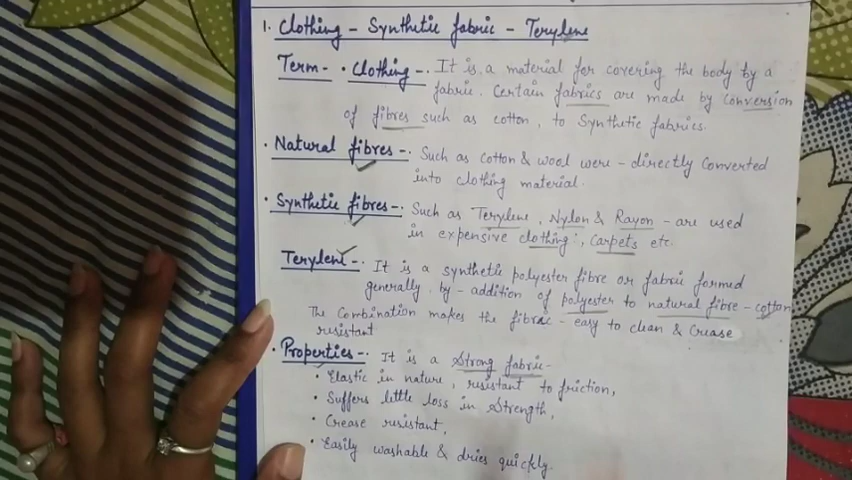 1. Clothing - Synthetic fabric - Terylene
Term - • Clothing -. It is a material for covering the body by a
fabric. Certain fabrics are made by conversion
of fibres such as cotton, to Synthetic fabrics.
• Natural fibres -. Such as cotton & wool were - directly converted
into clothing material.
• Synthetic fibres -. Such as Terylene, Nylon & Rayon - are used
in expensive clothing:, Carpets etc.
Terylene -. It is a synthetic polyester fibre or fabric formed
generally by - addition of polyester to natural fibre - cotton
The Combination makes the fibric - easy to clean & Crease
resistant
• Properties -. It is a Strong fabric -
• Elastic in nature, resistant to friction,
• Suffers little loss in Strength,
• Crease resistant,
• Easily washable & dries quickly.